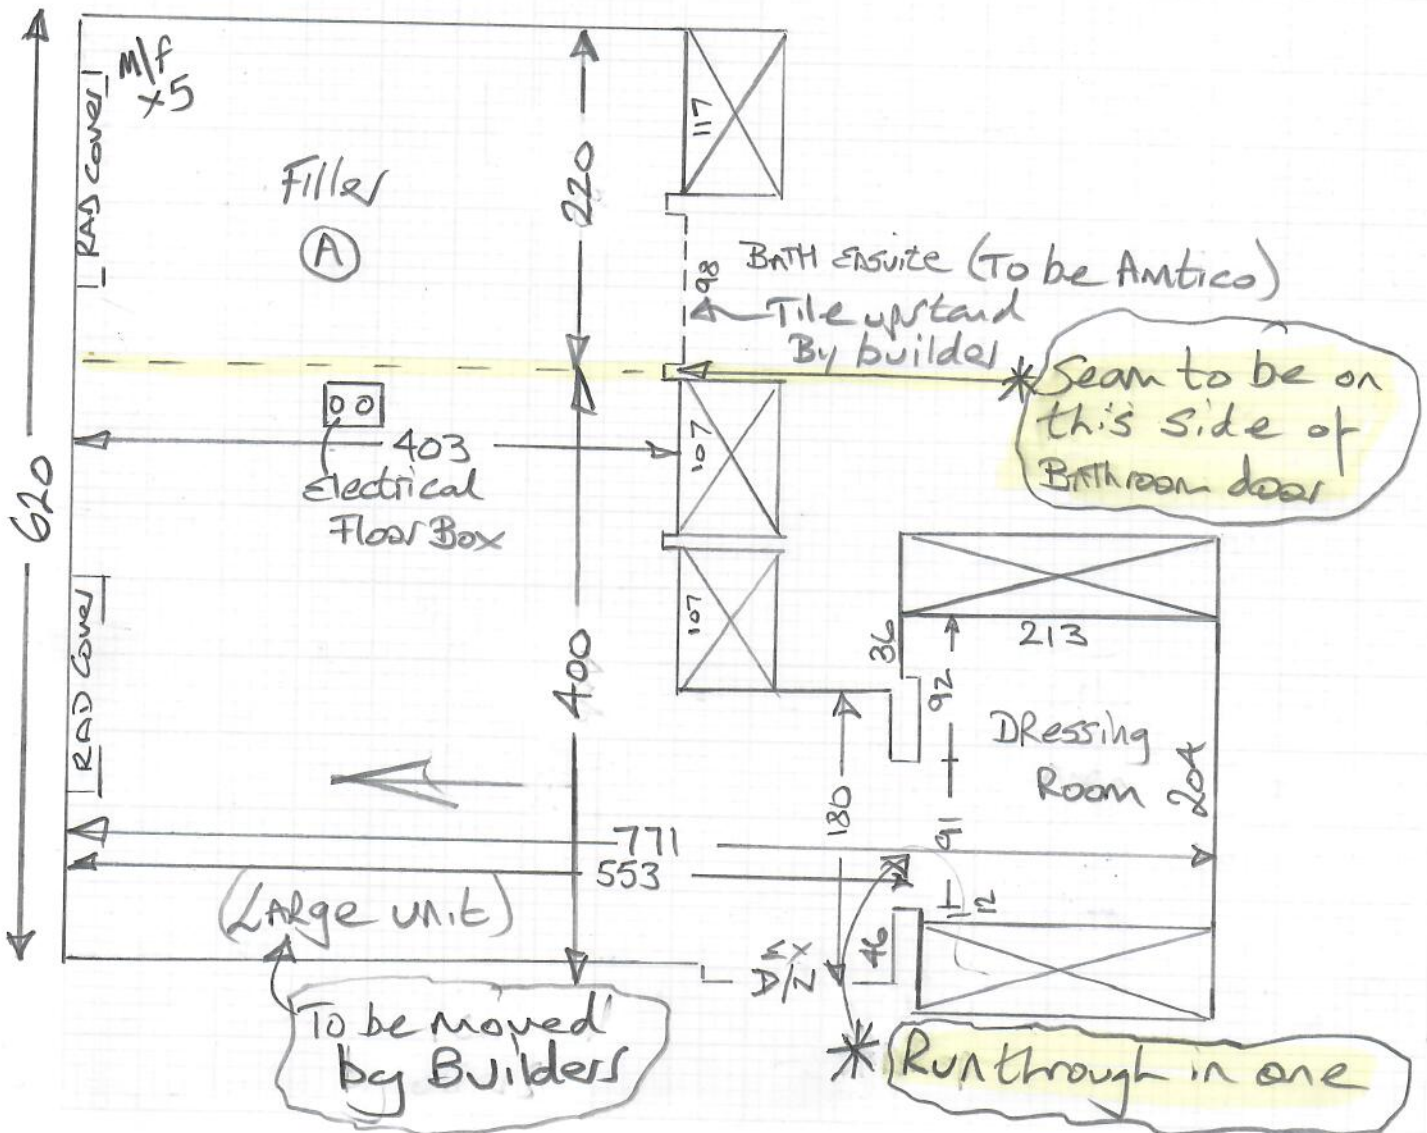 M/f
x5
RAD Cover
Filler
A
620
220
117
98
BATH ENSUITE (To be Amtico)
Tile upstand
By builder
Seam to be on
this side of
BAThroom door
403
Electrical
Floor Box
107
107
400
RAD Cover
36
213
92
DRessing
Room
204
91
180
771
553
12
(LARge unit)
46
EX
D/N
To be moved
by Builders
Run through in one